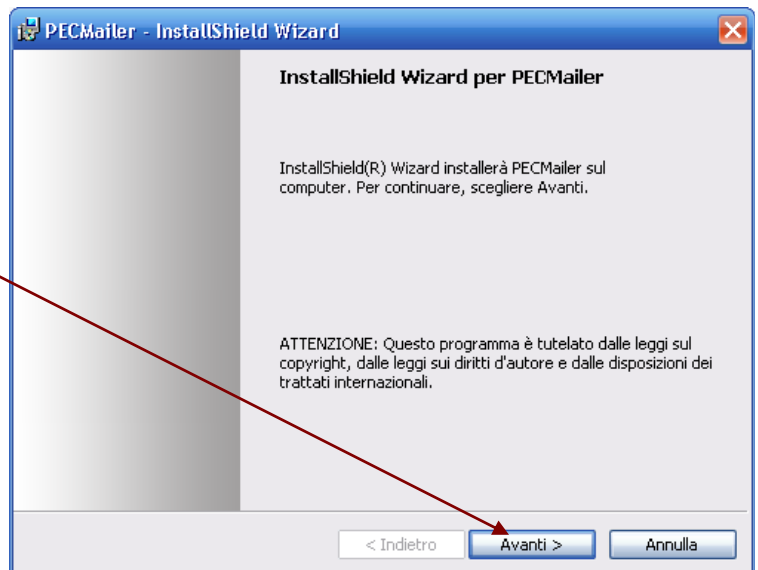 PECMailer - InstallShield Wizard
InstallShield Wizard per PECMailer
InstallShield(R) Wizard installerà PECMailer sul
computer. Per continuare, scegliere Avanti.
ATTENZIONE: Questo programma è tutelato dalle leggi sul
copyright, dalle leggi sui diritti d'autore e dalle disposizioni dei
trattati internazionali.
< Indietro
Avanti >
Annulla